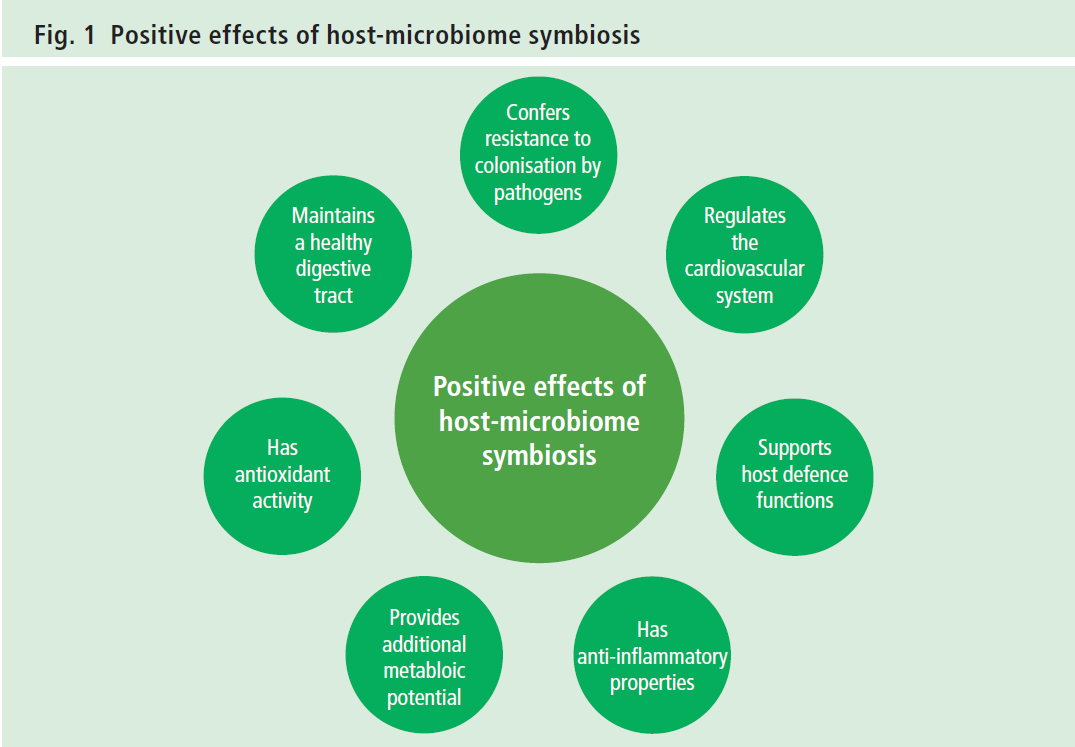 Fig. 1 Positive effects of host-microbiome symbiosis
Confers
resistance to
colonisation by
pathogens
Regulates
the
cardiovascular
system
Supports
host defence
functions
Has
anti-inflammatory
properties
Provides
additional
metabloic
potential
Has
antioxidant
activity
Maintains
a healthy
digestive
tract
Positive effects of
host-microbiome
symbiosis